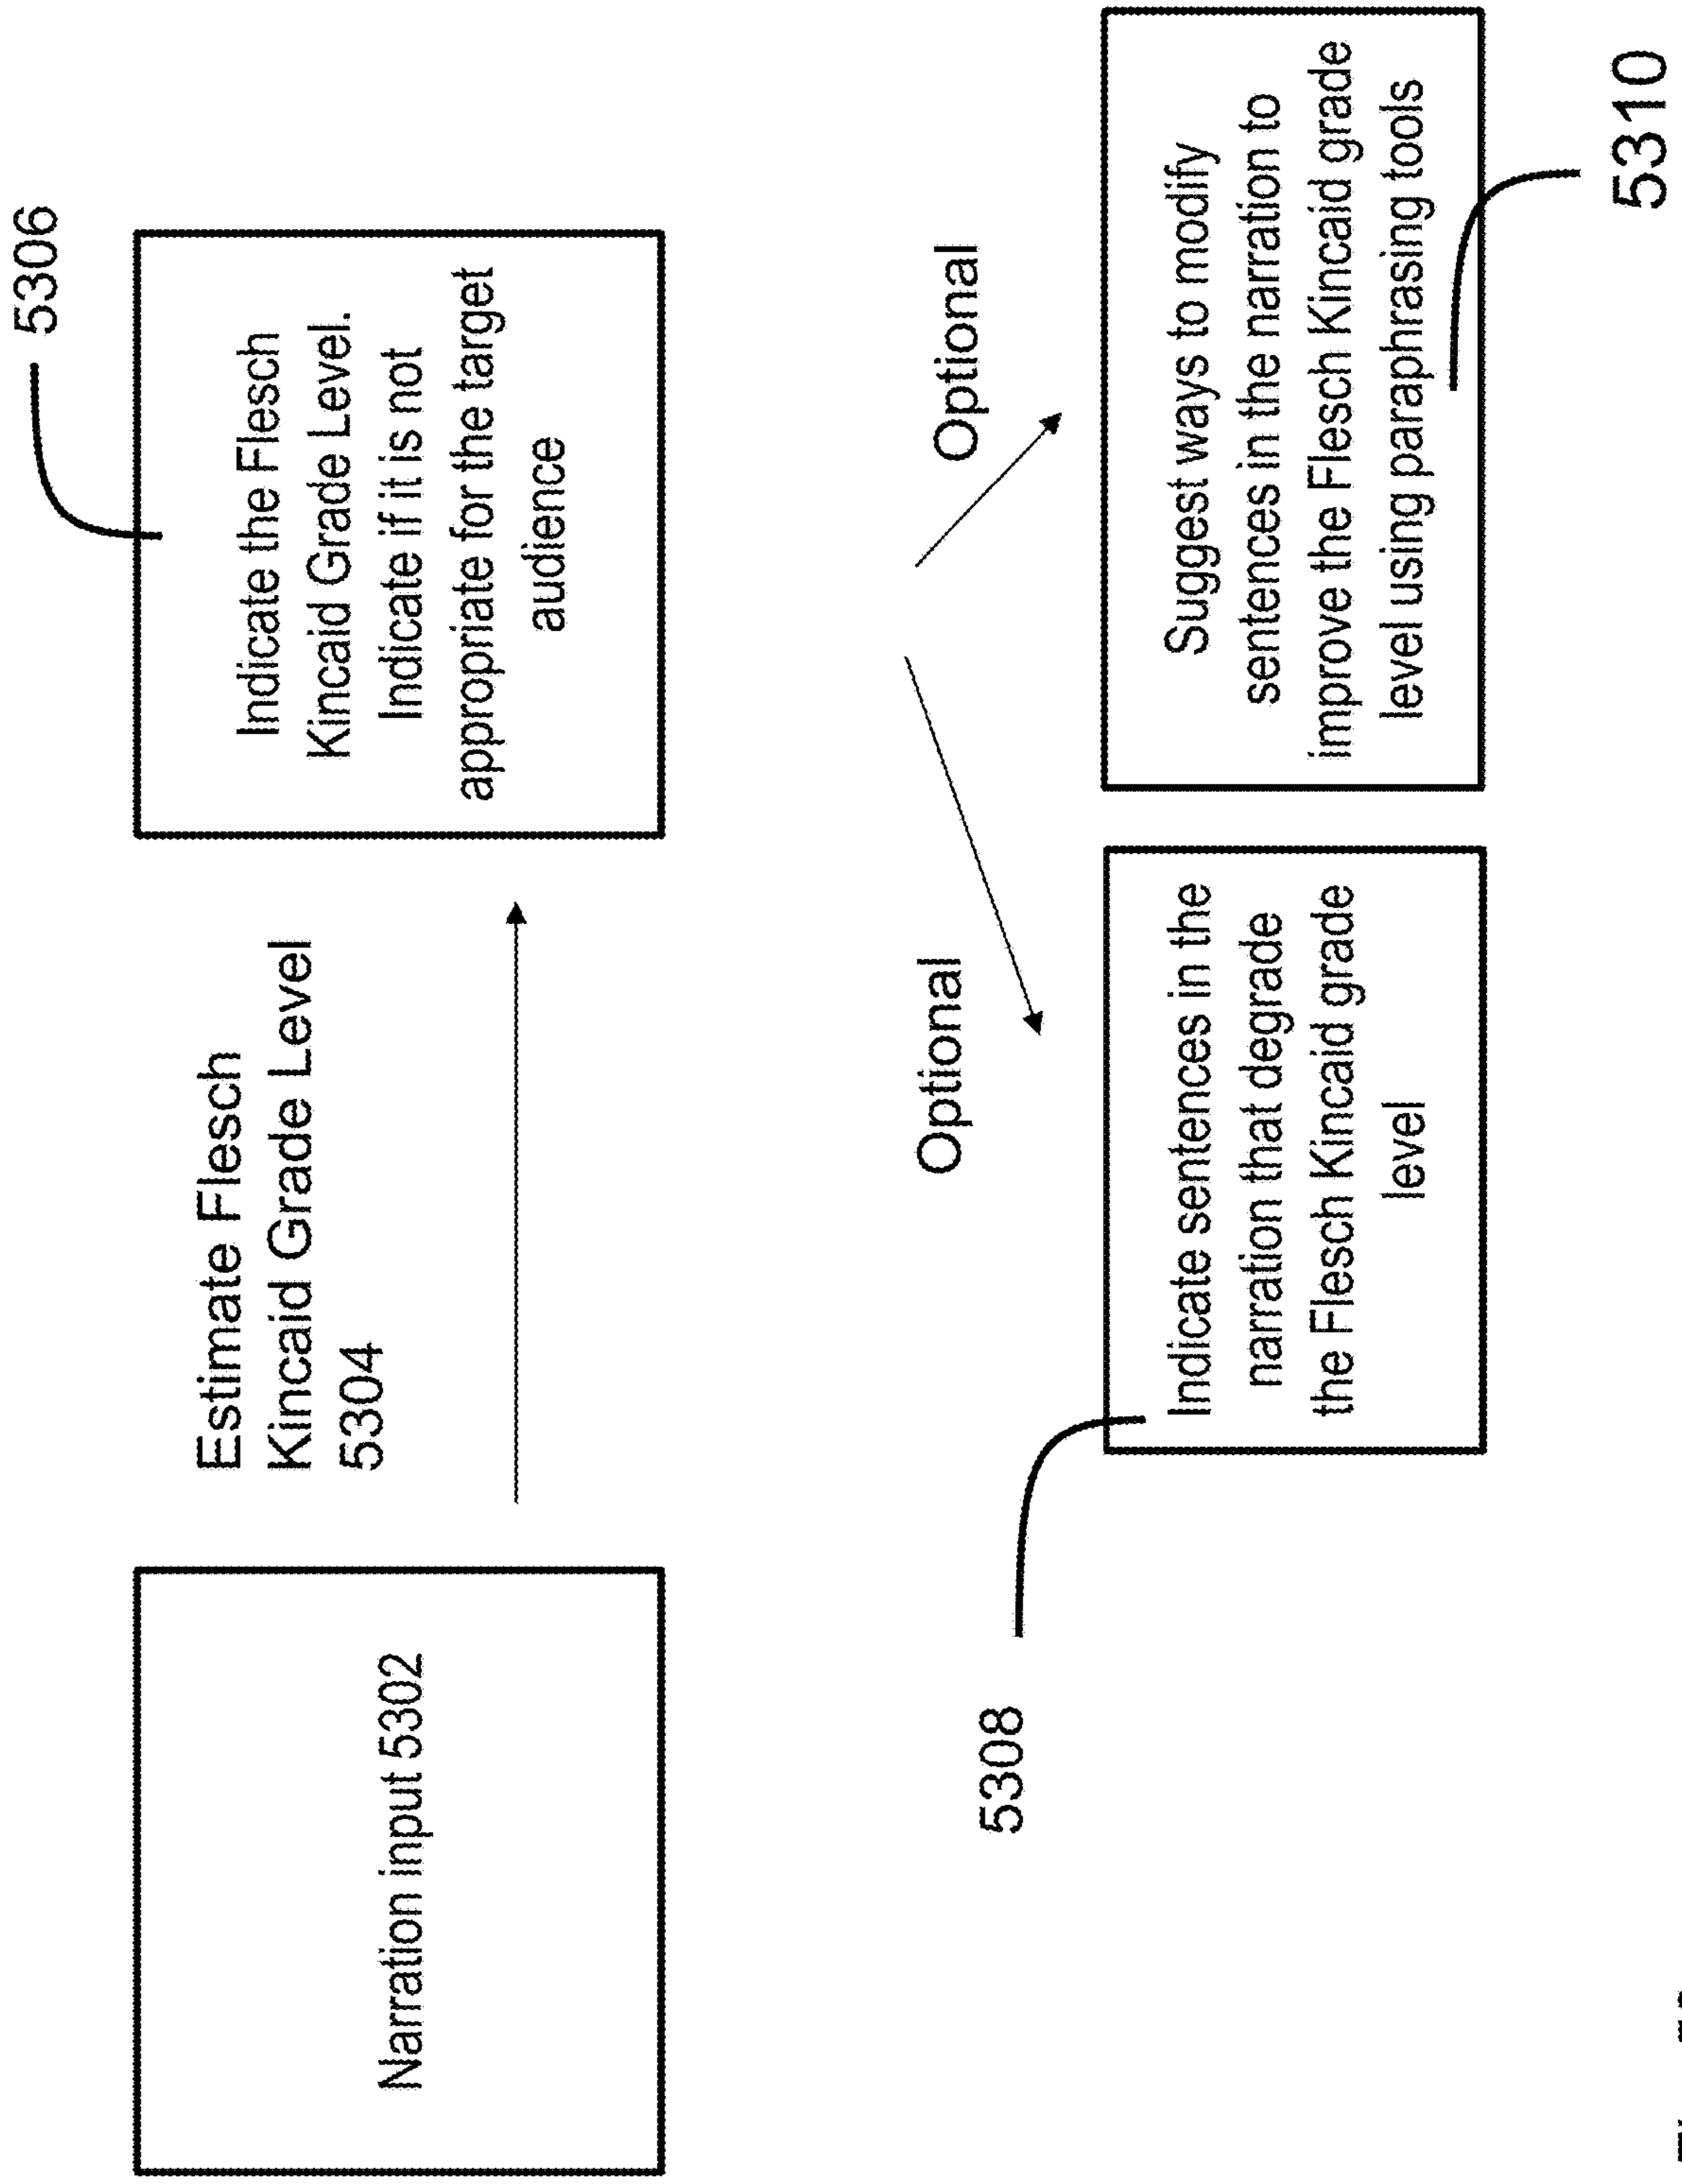 5306
Estimate Flesch
Kincaid Grade Level
5304
Narration input 5302
Indicate the Flesch
Kincaid Grade Level.
Indicate if it is not
appropriate for the target
audience
Optional
Optional
5308
Indicate sentences in the
narration that degrade
the Flesch Kincaid grade
level
Suggest ways to modify
sentences in the narration to
improve the Flesch Kincaid grade
level using paraphrasing tools
5310